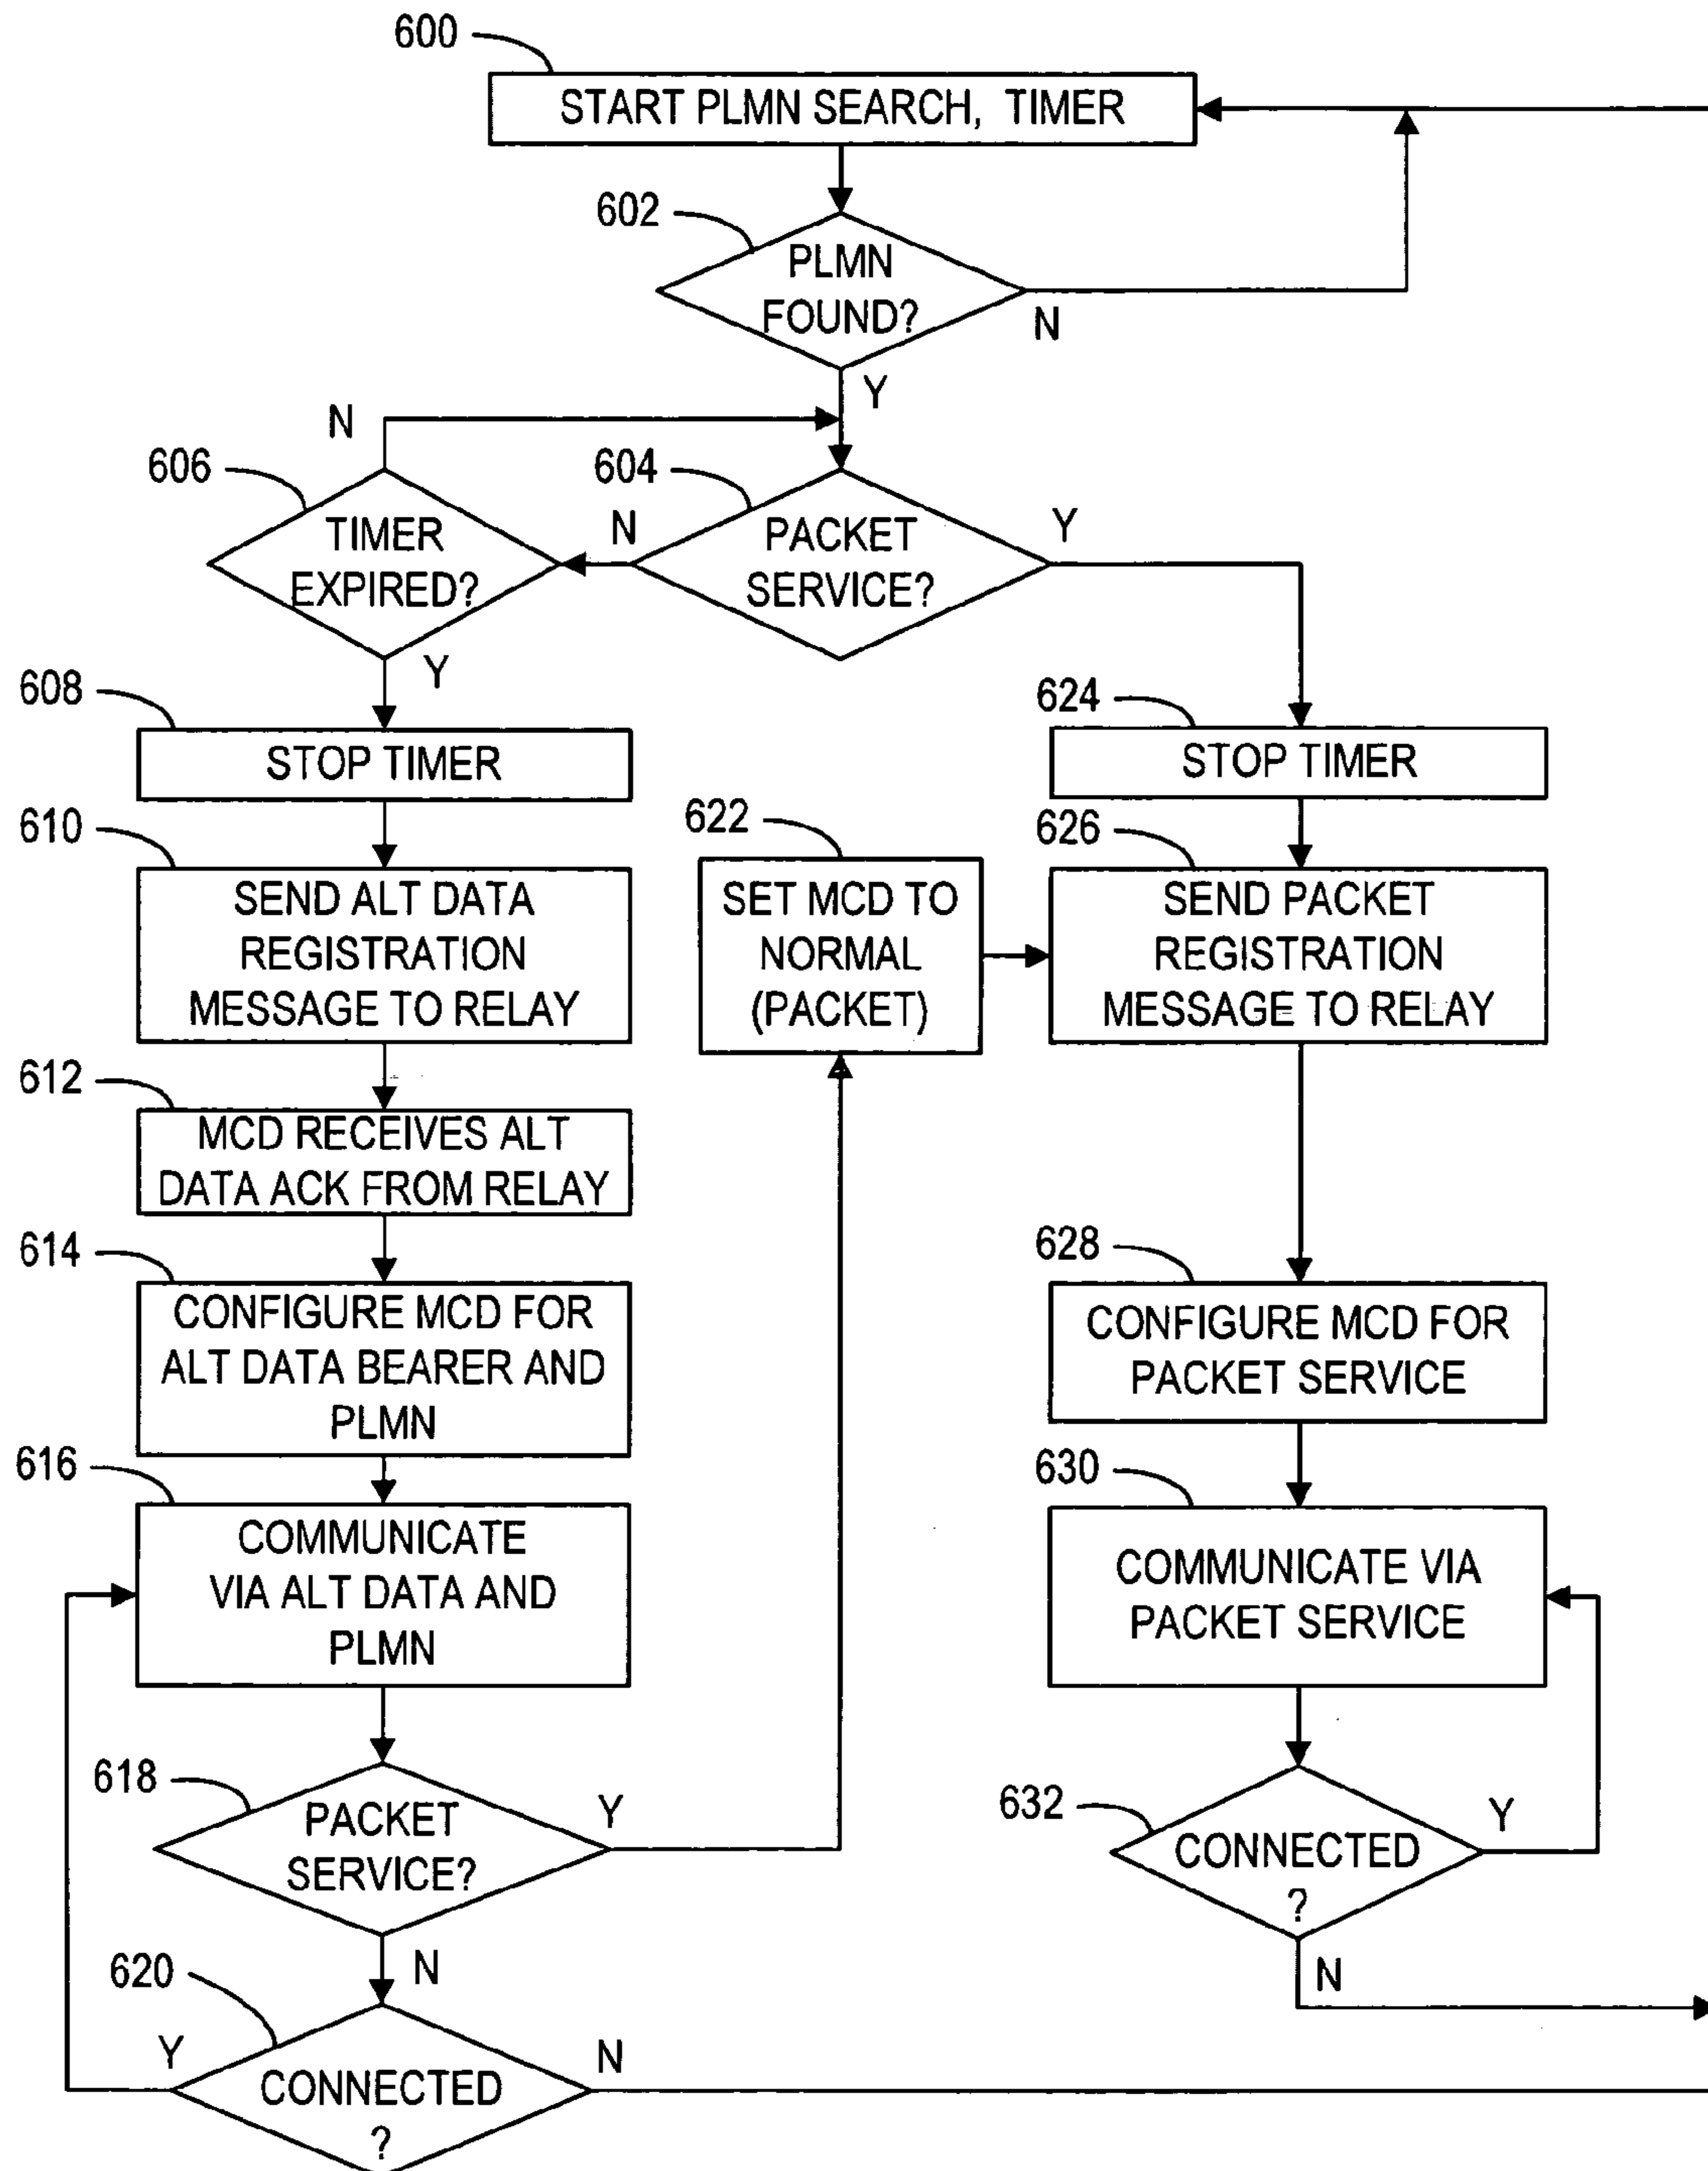 600
START PLMN SEARCH, TIMER
602
PLMN
FOUND?
N
Y
N
606
TIMER
EXPIRED?
604
N
PACKET
SERVICE?
Y
Y
608
STOP TIMER
624
STOP TIMER
610
SEND ALT DATA
REGISTRATION
MESSAGE TO RELAY
622
SET MCD TO
NORMAL
(PACKET)
626
SEND PACKET
REGISTRATION
MESSAGE TO RELAY
612
MCD RECEIVES ALT
DATA ACK FROM RELAY
614
CONFIGURE MCD FOR
ALT DATA BEARER AND
PLMN
628
CONFIGURE MCD FOR
PACKET SERVICE
616
COMMUNICATE
VIA ALT DATA AND
PLMN
630
COMMUNICATE VIA
PACKET SERVICE
618
PACKET
SERVICE?
Y
N
632
CONNECTED
?
Y
N
620
Y
CONNECTED
?
N